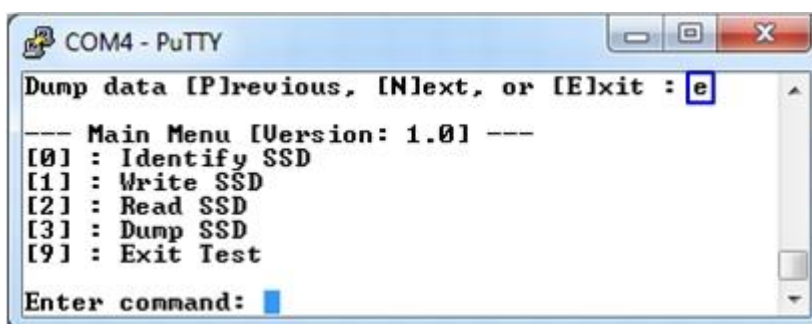 COM4 - PuTTY
Dump data [P]revious, [N]ext, or [E]xit : e
--- Main Menu [Version: 1.0] ---
[0] : Identify SSD
[1] : Write SSD
[2] : Read SSD
[3] : Dump SSD
[9] : Exit Test
Enter command: